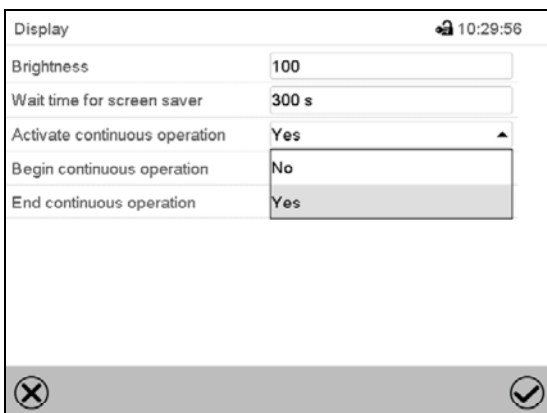 Display 10:29:56
Brightness 100
Wait time for screen saver 300 s
Activate continuous operation Yes
Begin continuous operation No
End continuous operation Yes